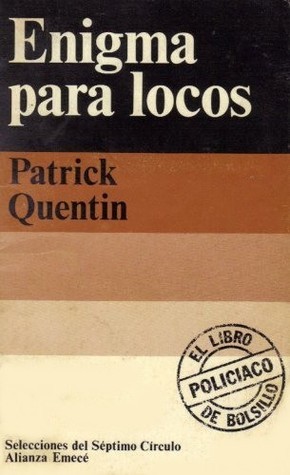 Enigma
para locos
Patrick
Quentin
EL LIBRO
POLICIACO
DE BOLSILLO
Selecciones del Séptimo Círculo
Alianza Emecé